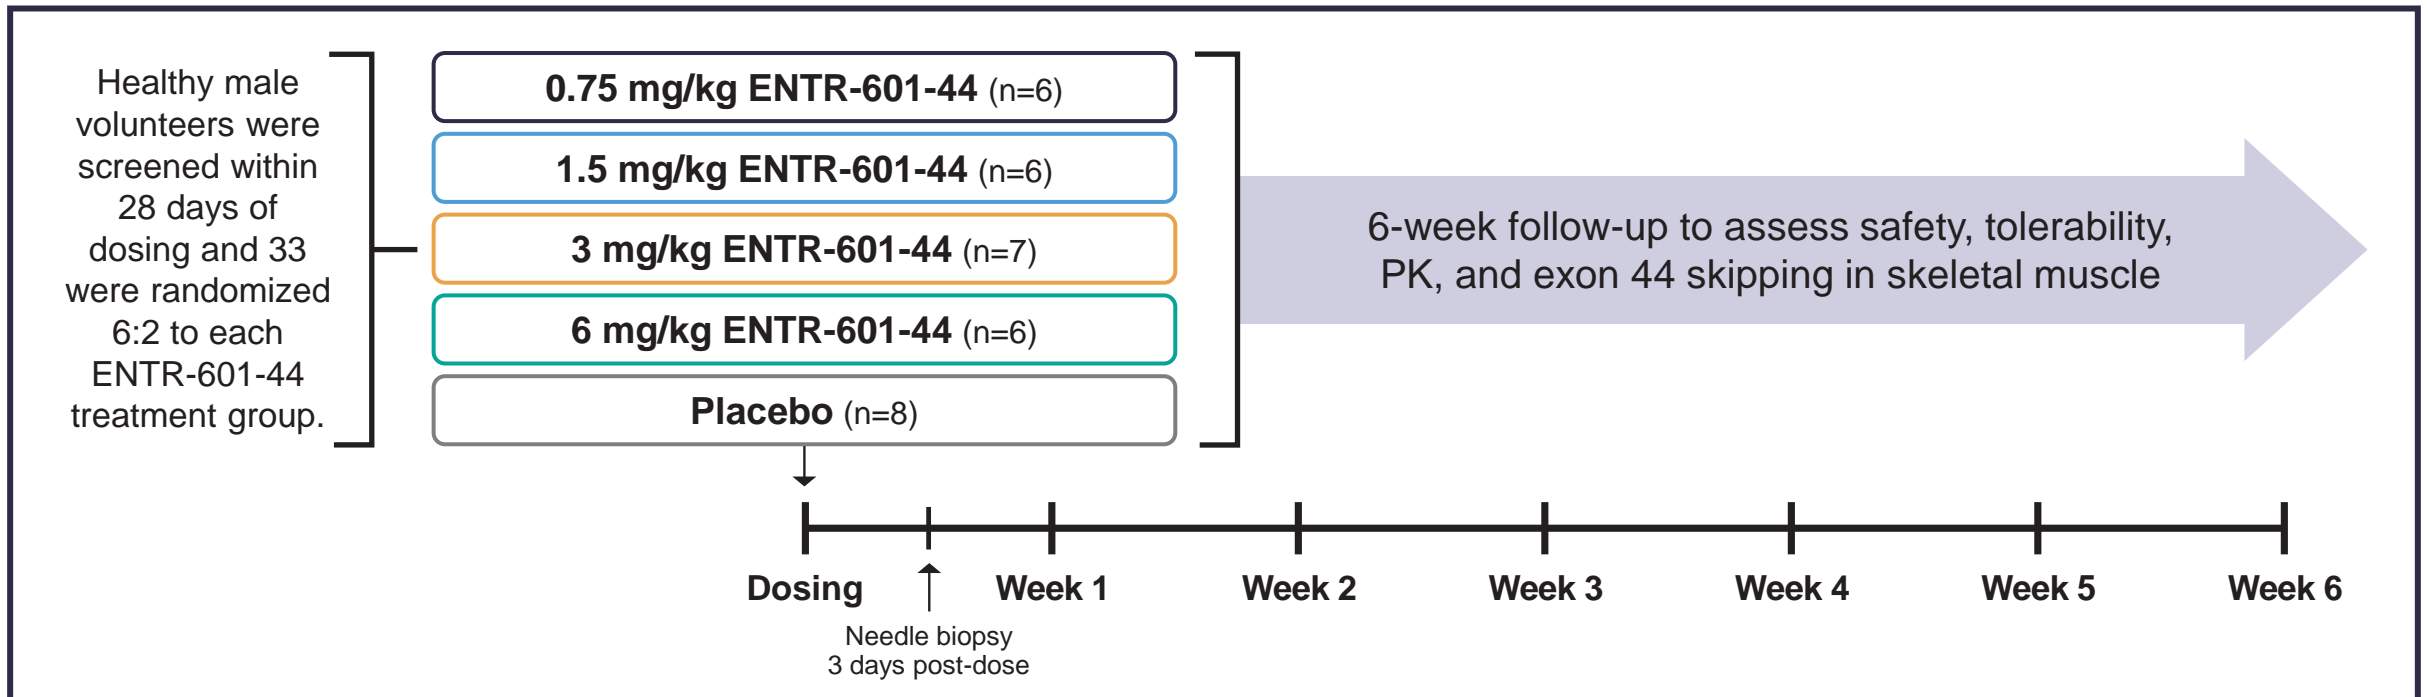 Healthy male
volunteers were
screened within
28 days of
dosing and 33
were randomized
6:2 to each
ENTR-601-44
treatment group.
0.75 mg/kg ENTR-601-44 (n=6)
1.5 mg/kg ENTR-601-44 (n=6)
3 mg/kg ENTR-601-44 (n=7)
6 mg/kg ENTR-601-44 (n=6)
Placebo (n=8)
6-week follow-up to assess safety, tolerability,
PK, and exon 44 skipping in skeletal muscle
Dosing
Week 1
Week 2
Week 3
Week 4
Week 5
Week 6
Needle biopsy
3 days post-dose